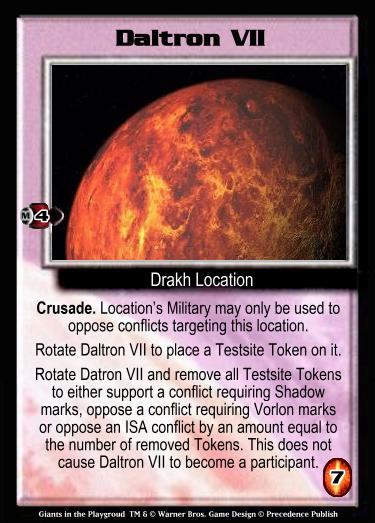 Daltron VII
M 4
Drakh Location
Crusade. Location's Military may only be used to
oppose conflicts targeting this location.
Rotate Daltron VII to place a Testsite Token on it.
Rotate Datron VII and remove all Testsite Tokens
to either support a conflict requiring Shadow
marks, oppose a conflict requiring Vorlon marks
or oppose an ISA conflict by an amount equal to
the number of removed Tokens. This does not
cause Daltron VII to become a participant.
7
Giants in the Playgroud TM & © Warner Bros. Game Design © Precedence Publish